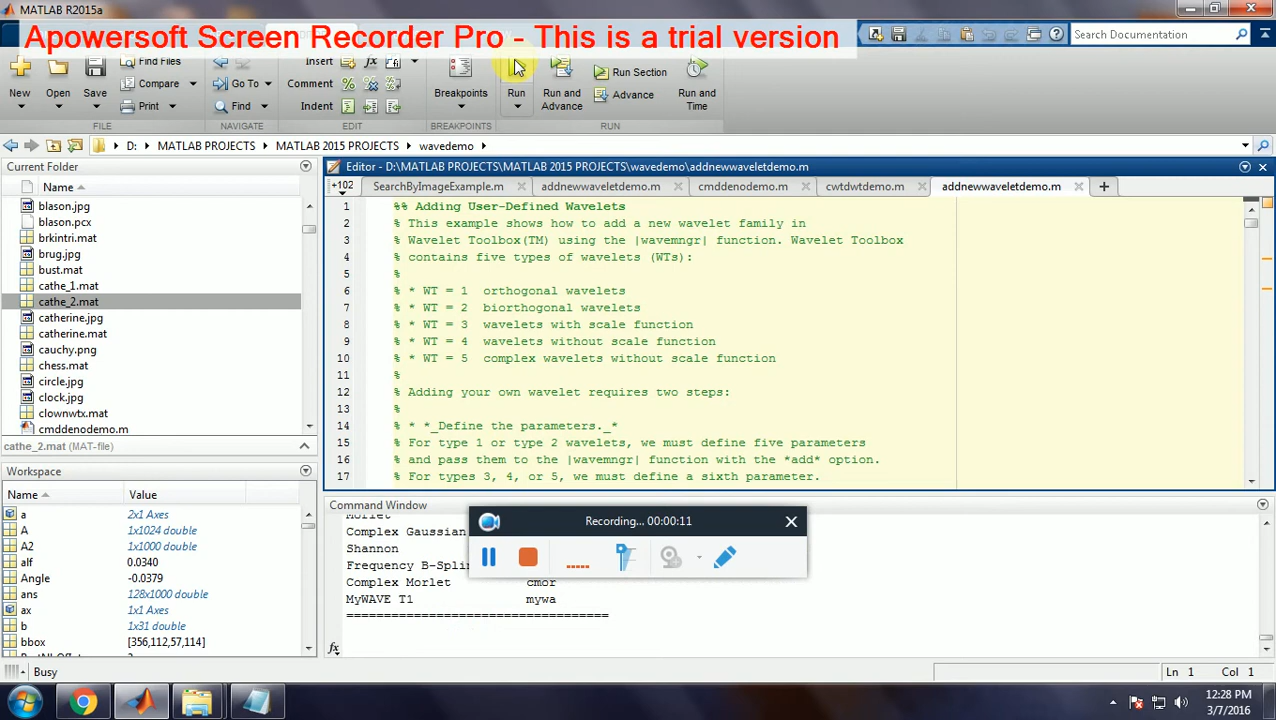 MATLAB R2015a
Apowersoft Screen Recorder Pro - This is a trial version
Search Documentation
New
Open
Save
Find Files
Compare
Print
Go To
Find
Insert
Comment
Indent
Breakpoints
Run
Run and
Advance
Run Section
Advance
Run and
Time
FILE
NAVIGATE
EDIT
BREAKPOINTS
RUN
D: MATLAB PROJECTS MATLAB 2015 PROJECTS wavedemo
Current Folder
Name
blason.jpg
blason.pcx
brkintri.mat
brug.jpg
bust.mat
cathe_1.mat
cathe_2.mat
catherine.jpg
catherine.mat
cauchy.png
chess.mat
circle.jpg
clock.jpg
clownwtx.mat
cmddenodemo.m
cathe_2.mat (MAT-file)
Workspace
Name Value
a 2x1 Axes
A 1x1024 double
A2 1x1000 double
alf 0.0340
Angle -0.0379
ans 128x1000 double
ax 1x1 Axes
b 1x31 double
bbox [356,112,57,114]
Editor - D:\MATLAB PROJECTS\MATLAB 2015 PROJECTS\wavedemo\addnewwaveletdemo.m
+102 SearchByImageExample.m addnewwaveletdemo.m cmddenodemo.m cwtdwtdemo.m addnewwaveletdemo.m
1 %% Adding User-Defined Wavelets
2 % This example shows how to add a new wavelet family in
3 % Wavelet Toolbox(TM) using the |wavemngr| function. Wavelet Toolbox
4 % contains five types of wavelets (WTs):
5 %
6 % * WT = 1 orthogonal wavelets
7 % * WT = 2 biorthogonal wavelets
8 % * WT = 3 wavelets with scale function
9 % * WT = 4 wavelets without scale function
10 % * WT = 5 complex wavelets without scale function
11 %
12 % Adding your own wavelet requires two steps:
13 %
14 % * *_Define the parameters._*
15 % For type 1 or type 2 wavelets, we must define five parameters
16 % and pass them to the |wavemngr| function with the *add* option.
17 % For types 3, 4, or 5, we must define a sixth parameter.
Command Window
Morlet
Complex Gaussian
Shannon
Frequency B-Spli
Complex Morlet cmor
MyWAVE T1 mywa
===================================
fx
Recording... 00:00:11
Busy
Ln 1 Col 1
12:28 PM
3/7/2016